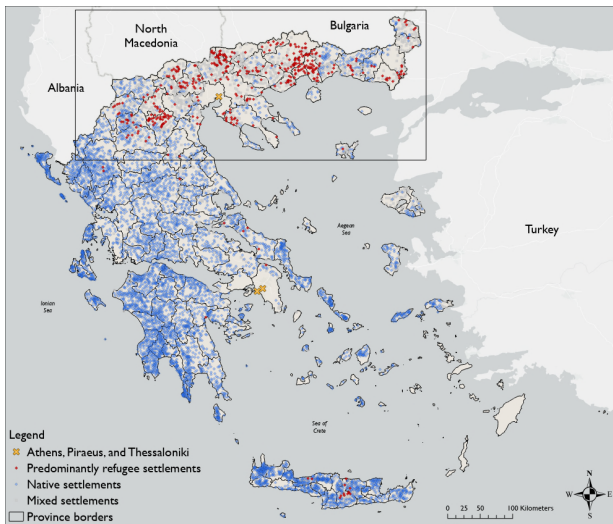 North
Macedonia
Bulgaria
Albania
Aegean
Sea
Turkey
Ionian
Sea
Sea of
Crete
Legend
Athens, Piraeus, and Thessaloniki
Predominantly refugee settlements
Native settlements
Mixed settlements
Province borders
100 50 0 100 Kilometers
N
W E
S